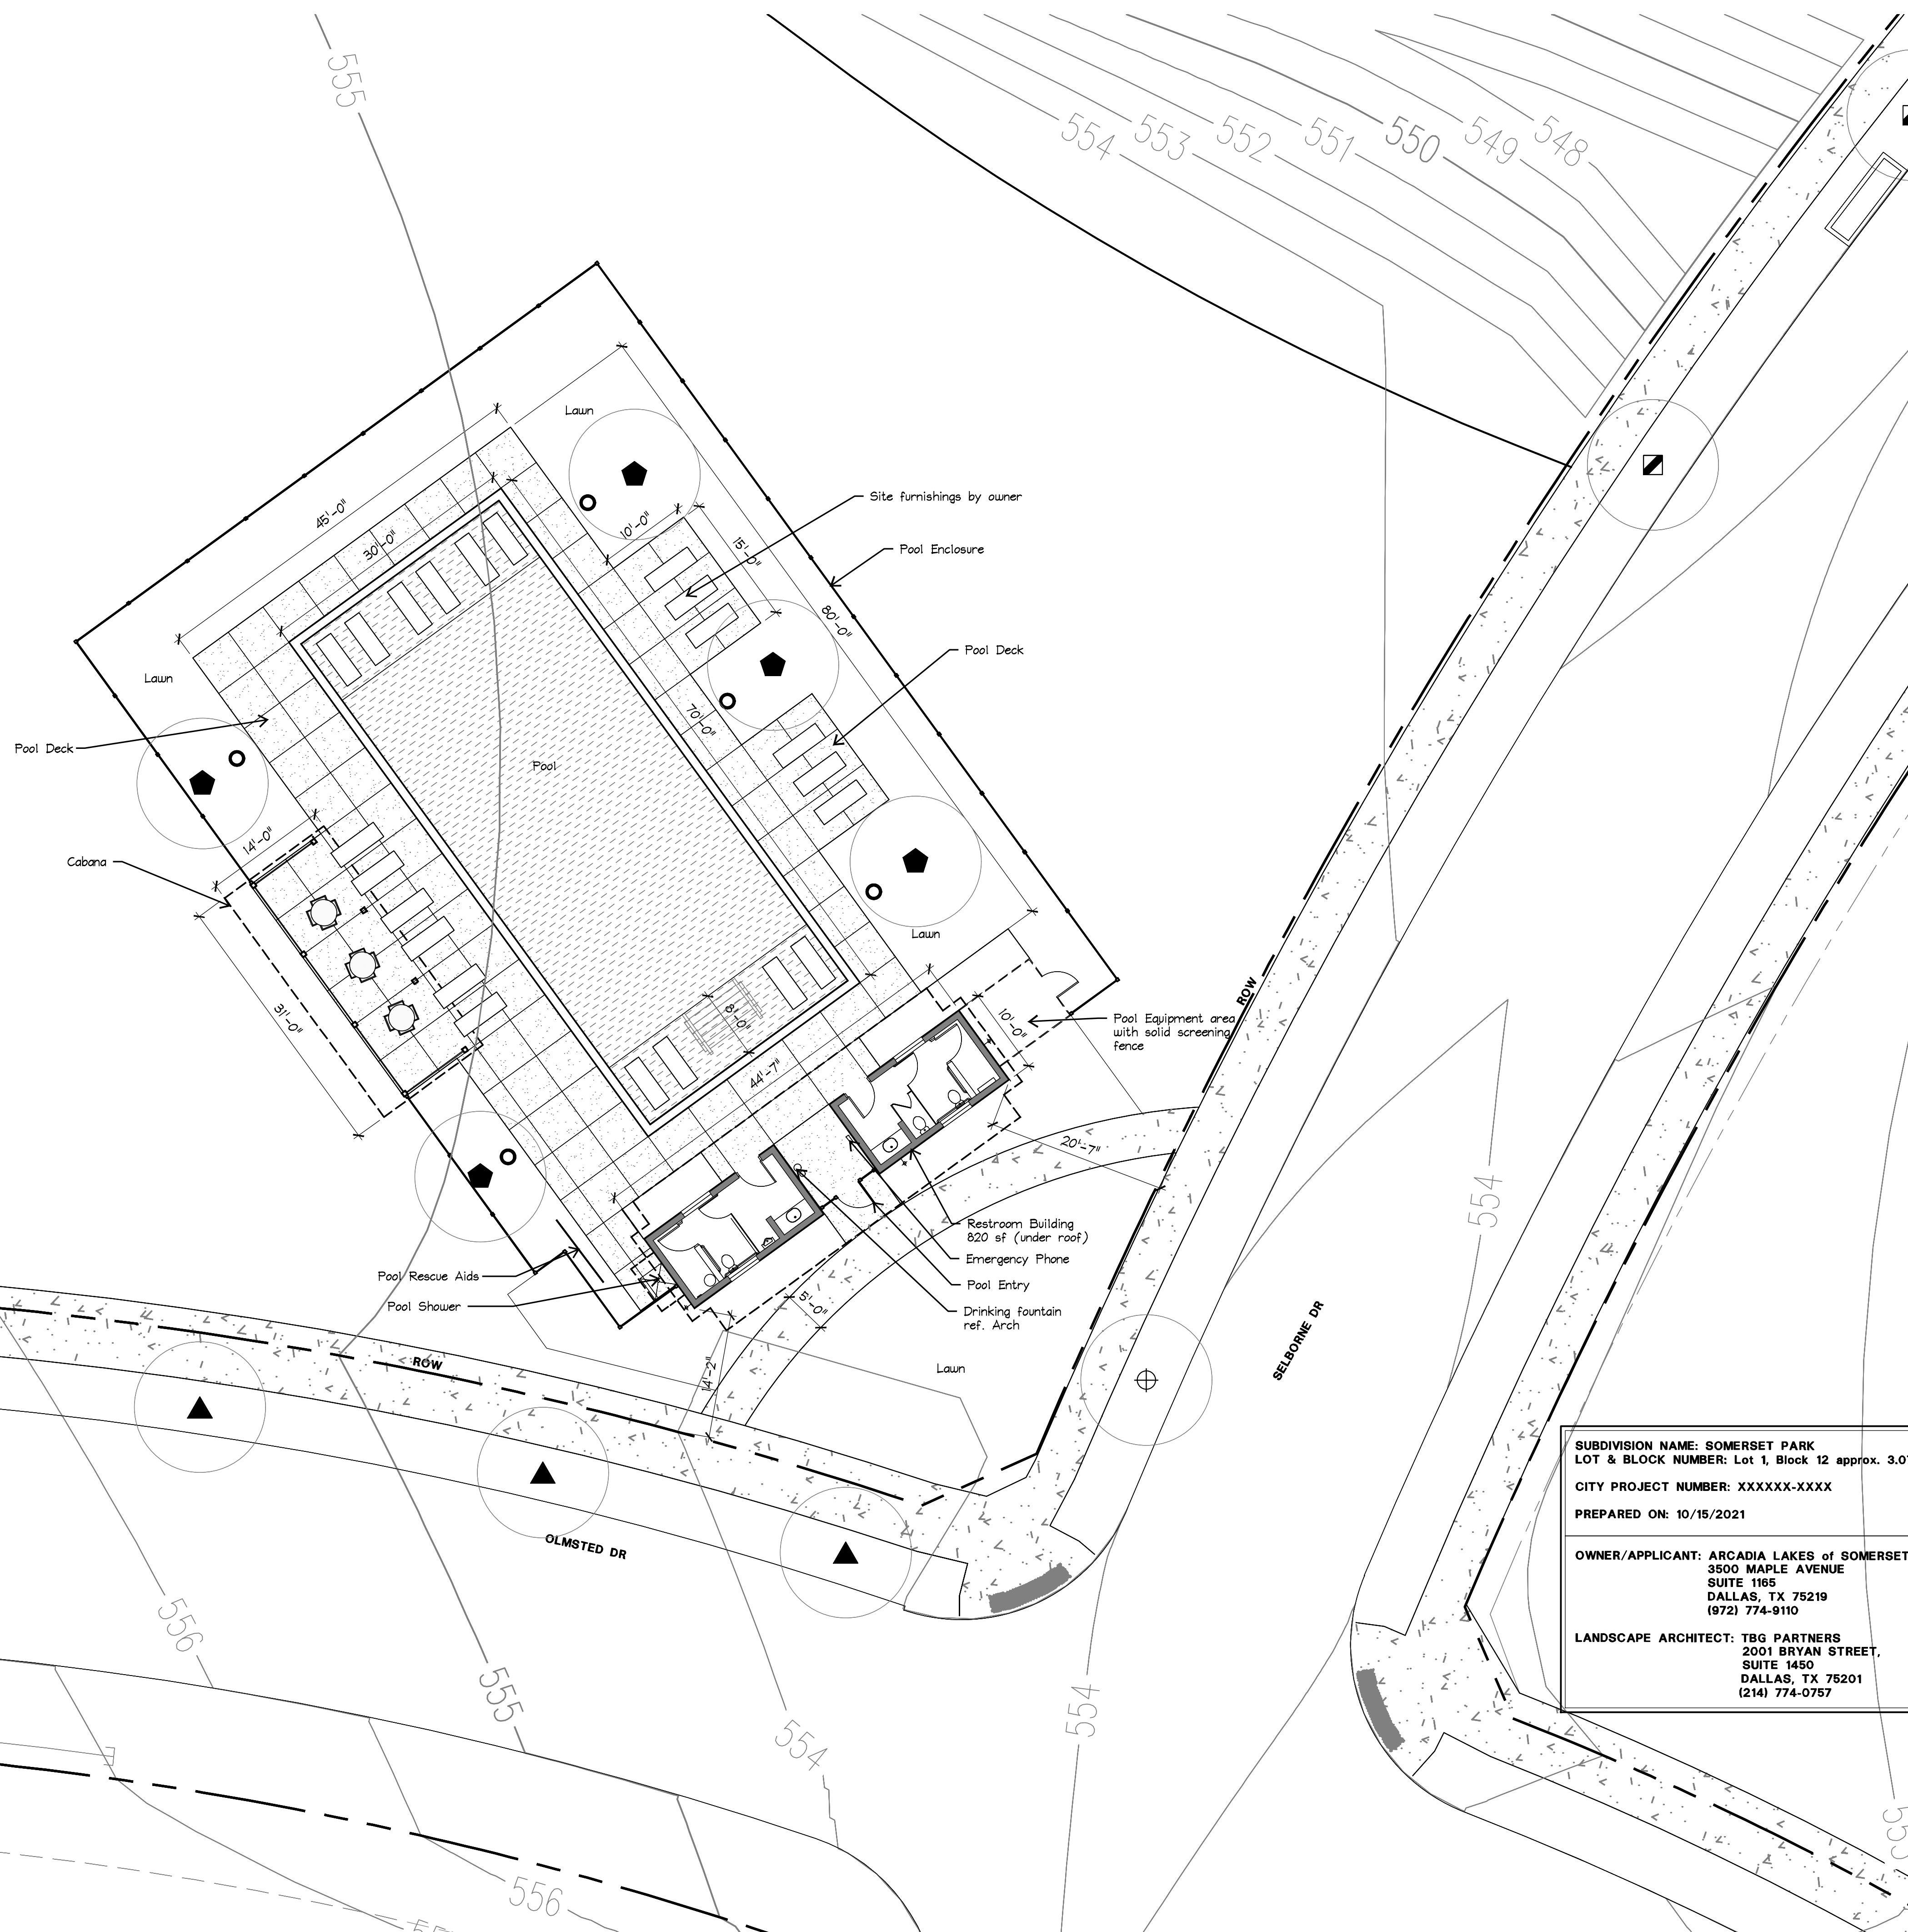 555
554
553
552
551
550
549
548
Lawn
45'-0"
30'-0"
10'-0"
15'-0"
Site furnishings by owner
Pool Enclosure
80'-0"
Pool Deck
Lawn
70'-0"
Pool Deck
Pool
14'-0"
Cabana
Lawn
31'-0"
8'-0"
10'-0"
ROW
Pool Equipment area
with solid screening
fence
44'-7"
20'-7"
554
Restroom Building
820 sf (under roof)
Emergency Phone
Pool Entry
Drinking fountain
ref. Arch
Pool Rescue Aids
Pool Shower
5'-0"
14'-2"
Lawn
ROW
SELBORNE DR
OLMSTED DR
SUBDIVISION NAME: SOMERSET PARK
LOT & BLOCK NUMBER: Lot 1, Block 12 approx.
CITY PROJECT NUMBER: XXXXXX-XXXX
PREPARED ON: 10/15/2021
OWNER/APPLICANT: ARCADIA LAKES of SOMERSET
3500 MAPLE AVENUE
SUITE 1165
DALLAS, TX 75219
(972) 774-9110
LANDSCAPE ARCHITECT: TBG PARTNERS
2001 BRYAN STREET,
SUITE 1450
DALLAS, TX 75201
(214) 774-0757
556
555
554
554
556